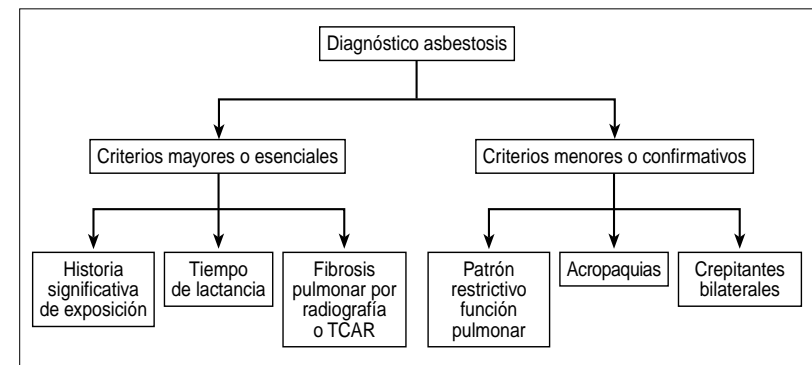 Diagnóstico asbestosis
Criterios mayores o esenciales
Criterios menores o confirmativos
Historia
significativa
de exposición
Tiempo
de lactancia
Fibrosis
pulmonar por
radiografía
o TCAR
Patrón
restrictivo
función
pulmonar
Acropaquias
Crepitantes
bilaterales